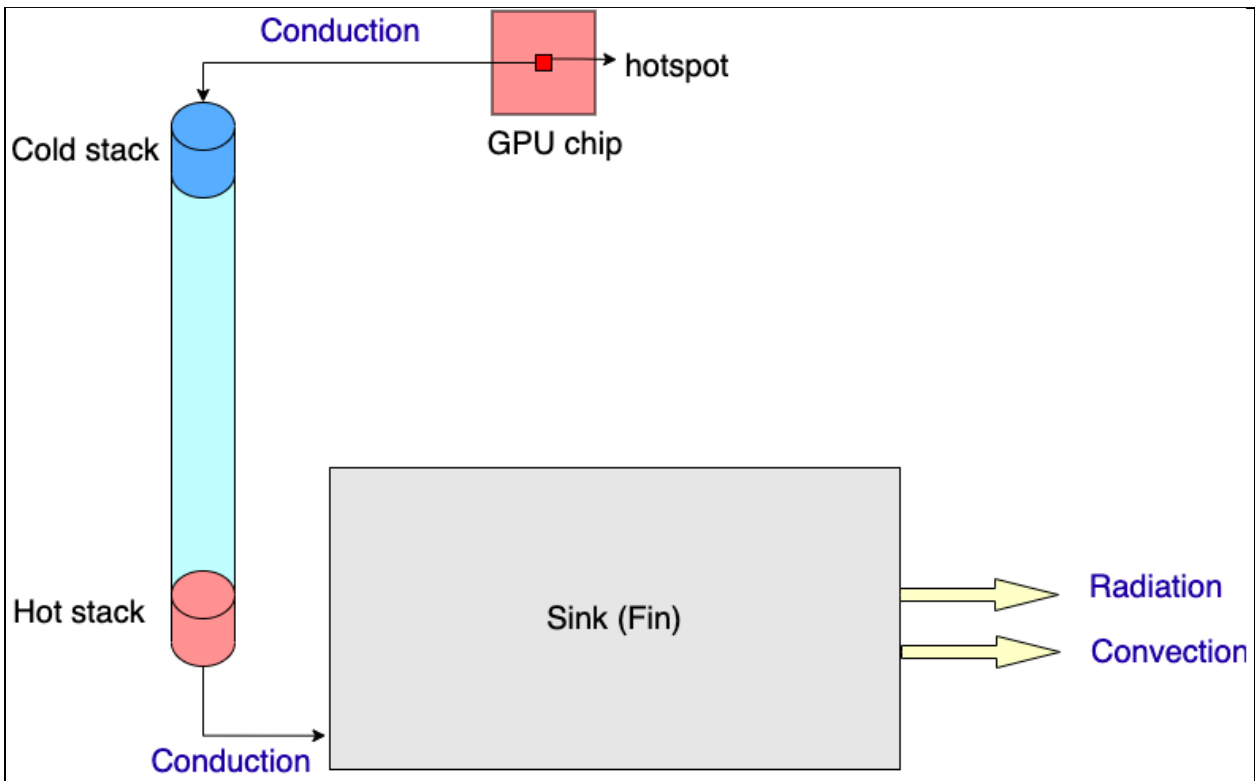 Conduction
hotspot
GPU chip
Cold stack
Hot stack
Sink (Fin)
Radiation
Convection
Conduction